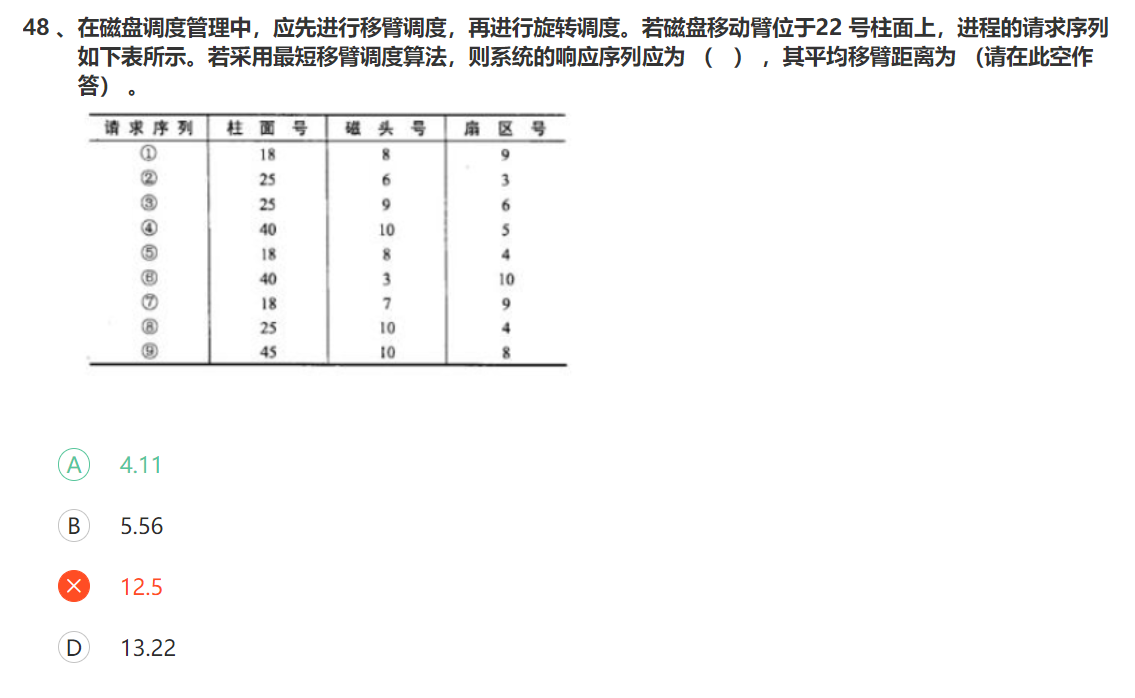 48 、在磁盘调度管理中，应先进行移臂调度，再进行旋转调度。若磁盘移动臂位于22 号柱面上，进程的请求序列
如下表所示。若采用最短移臂调度算法，则系统的响应序列应为 （ ） ，其平均移臂距离为 （请在此空作
答） 。
请求序列 柱面号 磁头号 扇区号
① 18 8 9
② 25 6 3
③ 25 9 6
④ 40 10 5
⑤ 18 8 4
⑥ 40 3 10
⑦ 18 7 9
⑧ 25 10 4
⑨ 45 10 8
A 4.11
B 5.56
12.5
D 13.22